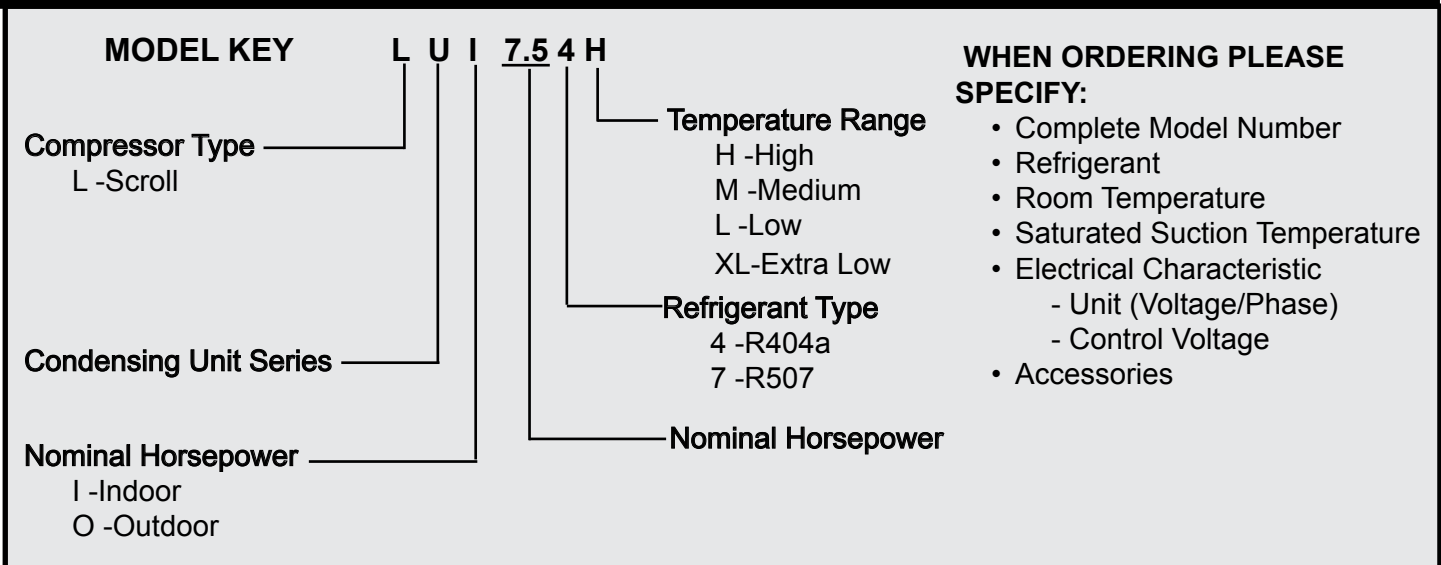 MODEL KEY L U I 7.5 4 H
Compressor Type
L -Scroll
Condensing Unit Series
Nominal Horsepower
I -Indoor
O -Outdoor
Temperature Range
H -High
M -Medium
L -Low
XL-Extra Low
Refrigerant Type
4 -R404a
7 -R507
Nominal Horsepower
WHEN ORDERING PLEASE
SPECIFY:
• Complete Model Number
• Refrigerant
• Room Temperature
• Saturated Suction Temperature
• Electrical Characteristic
- Unit (Voltage/Phase)
- Control Voltage
• Accessories